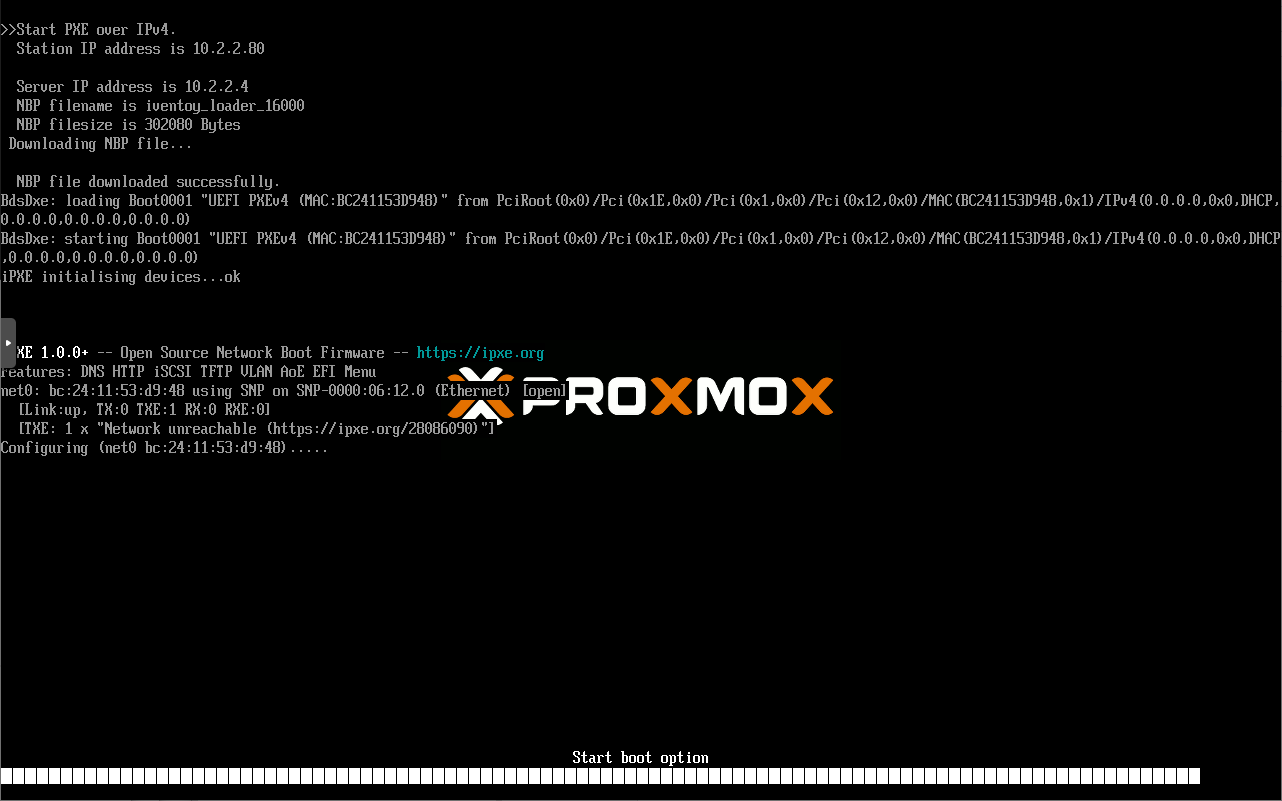 >>Start PXE over IPv4.
Station IP address is 10.2.2.80
Server IP address is 10.2.2.4
NBP filename is iventoy_loader_16000
NBP filesize is 302080 Bytes
Downloading NBP file...
NBP file downloaded successfully.
BdsDxe: loading Boot0001 "UEFI PXEv4 (MAC:BC241153D948)" from PciRoot(0x0)/Pci(0x1E,0x0)/Pci(0x1,0x0)/Pci(0x12,0x0)/MAC(BC241153D948,0x1)/IPv4(0.0.0.0,0x0,DHCP,
0.0.0.0,0.0.0.0,0.0.0.0)
BdsDxe: starting Boot0001 "UEFI PXEv4 (MAC:BC241153D948)" from PciRoot(0x0)/Pci(0x1E,0x0)/Pci(0x1,0x0)/Pci(0x12,0x0)/MAC(BC241153D948,0x1)/IPv4(0.0.0.0,0x0,DHCP
,0.0.0.0,0.0.0.0,0.0.0.0)
iPXE initialising devices...ok
XE 1.0.0+ -- Open Source Network Boot Firmware -- https://ipxe.org
Features: DNS HTTP iSCSI TFTP VLAN AoE EFI Menu
net0: bc:24:11:53:d9:48 using SNP on SNP-0000:06:12.0 (Ethernet) [open]
[Link:up, TX:0 TXE:1 RX:0 RXE:0]
PROXMOX
[TXE: 1 x "Network unreachable (https://ipxe.org/28086090)"]
Configuring (net0 bc:24:11:53:d9:48).....
Start boot option